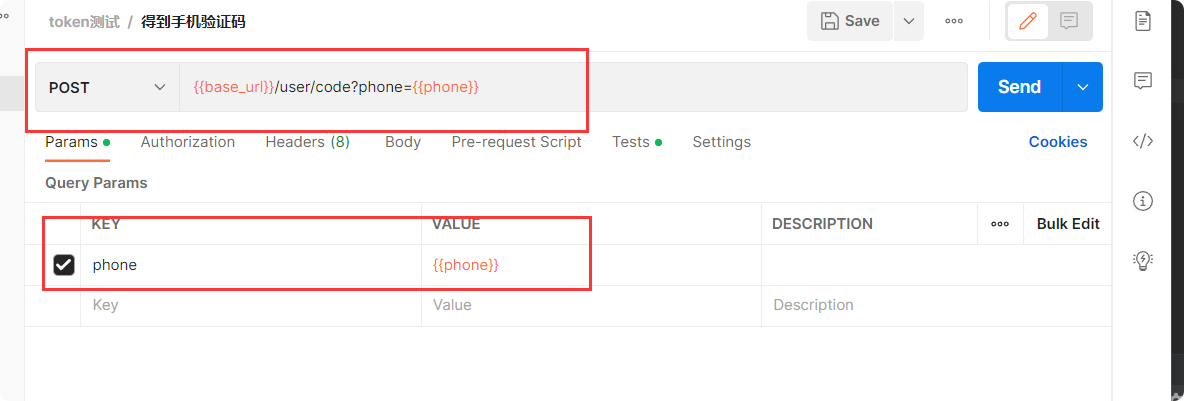 token测试 / 得到手机验证码
Save
POST
{{base_url}}/user/code?phone={{phone}}
Send
Params
Authorization
Headers (8)
Body
Pre-request Script
Tests
Settings
Cookies
Query Params
KEY
VALUE
DESCRIPTION
Bulk Edit
phone
{{phone}}
Key
Value
Description